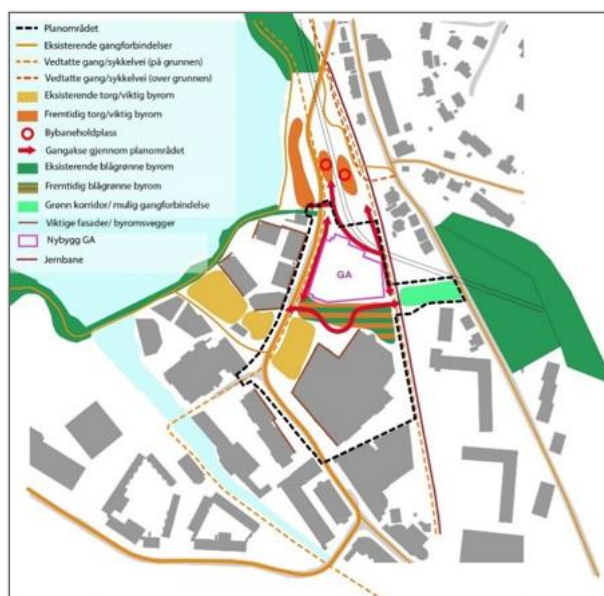 Planområdet
Eksisterende gangforbindelser
Vedtatte gang/sykkelvei (på grunnen)
Vedtatte gang/sykkelvei (over grunnen)
Eksisterende torg/viktig byrom
Fremtidig torg/viktig byrom
Bybaneholdplass
Gangakse gjennom planområdet
Eksisterende blågrønne byrom
Fremtidig blågrønne byrom
Grønn korridor/ mulig gangforbindelse
Viktige fasader/ byromsvegger
Nybygg GA
Jernbane
GA